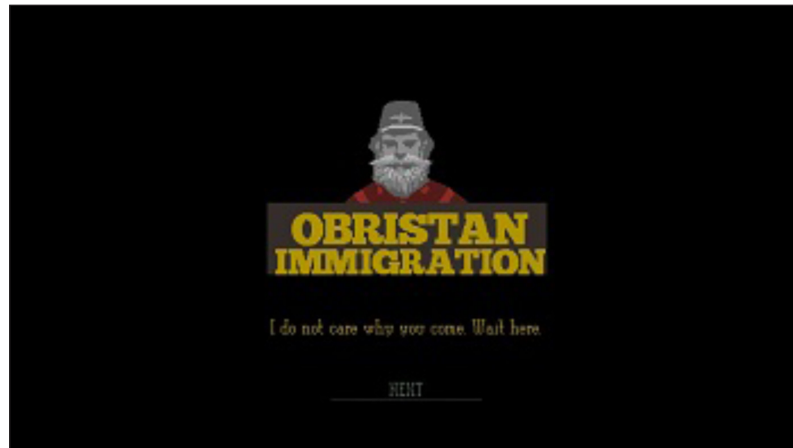 OBRISTAN
IMMIGRATION
I do not care why you come. Wait here.
NEXT